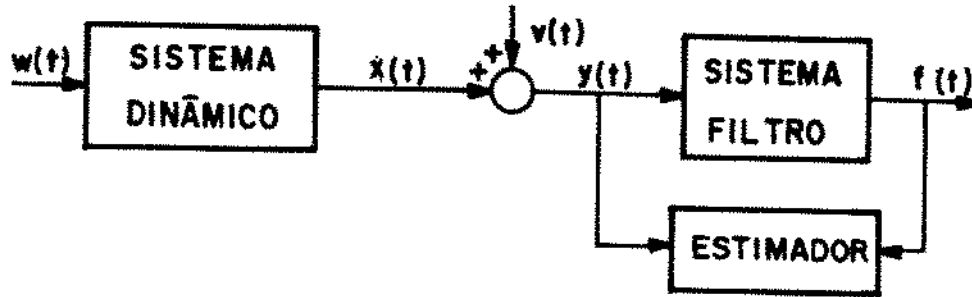 w(t)
SISTEMA
DINÂMICO
x(t)
+
+
v(t)
y(t)
SISTEMA
FILTRO
f(t)
ESTIMADOR